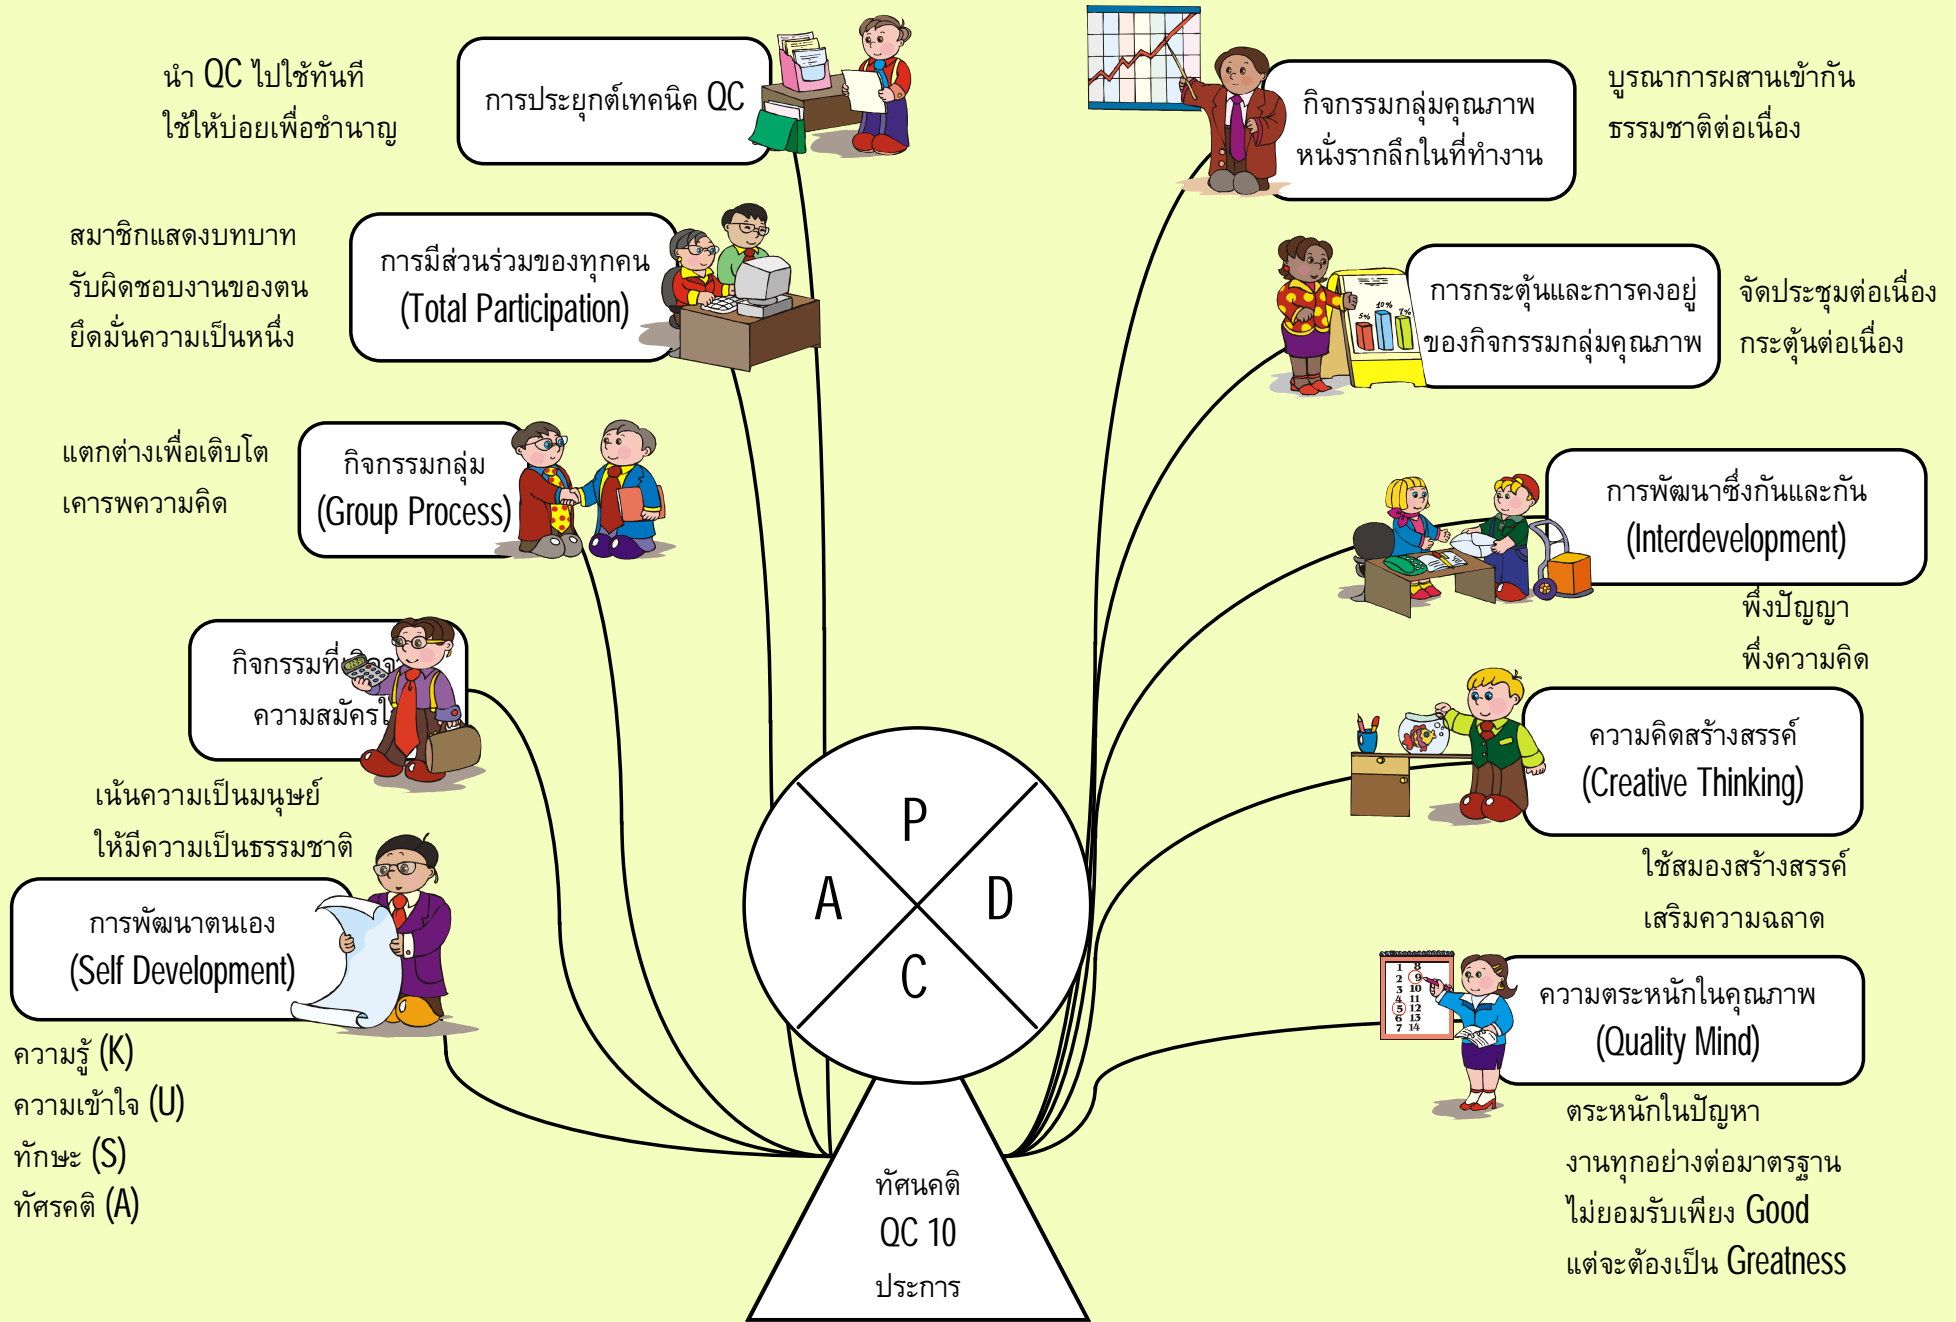 นำ QC ไปใช้ทันที
ใช้ให้บ่อยเพื่อชำนาญ
การประยุกต์เทคนิค QC
สมาชิกแสดงบทบาท
รับผิดชอบงานของตน
ยึดมั่นความเป็นหนึ่ง
การมีส่วนร่วมของทุกคน
(Total Participation)
แตกต่างเพื่อเติบโต
เคารพความคิด
กิจกรรมกลุ่ม
(Group Process)
กิจกรรมที่
ความสมัคร
เน้นความเป็นมนุษย์
ให้มีความเป็นธรรมชาติ
การพัฒนาตนเอง
(Self Development)
ความรู้ (K)
ความเข้าใจ (U)
ทักษะ (S)
ทัศรคติ (A)
กิจกรรมกลุ่มคุณภาพ
หนั่งรากลึกในที่ทำงาน
บูรณาการผสานเข้ากัน
ธรรมชาติต่อเนื่อง
5%
10%
7%
การกระตุ้นและการคงอยู่
ของกิจกรรมกลุ่มคุณภาพ
จัดประชุมต่อเนื่อง
กระตุ้นต่อเนื่อง
การพัฒนาซึ่งกันและกัน
(Interdevelopment)
พึ่งปัญญา
พึ่งความคิด
ความคิดสร้างสรรค์
(Creative Thinking)
ใช้สมองสร้างสรรค์
เสริมความฉลาด
1 8
2 9
3 10
4 11
5 12
6 13
7 14
ความตระหนักในคุณภาพ
(Quality Mind)
ตระหนักในปัญหา
งานทุกอย่างต่อมาตรฐาน
ไม่ยอมรับเพียง Good
แต่จะต้องเป็น Greatness
P
A
D
C
ทัศนคติ
QC 10
ประการ